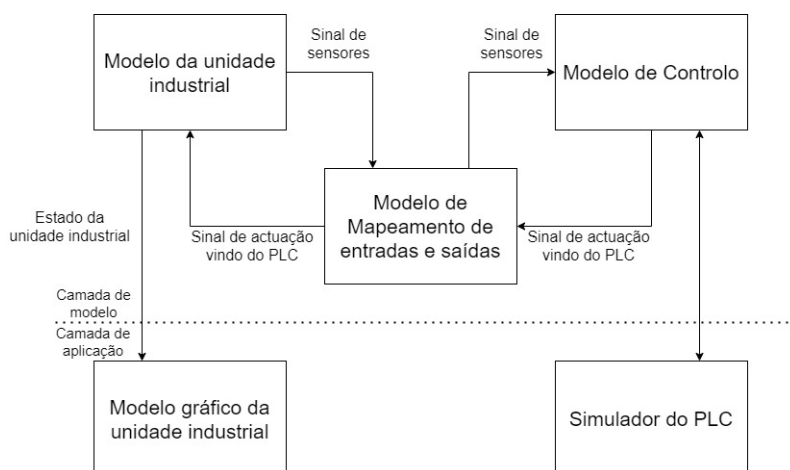 Modelo da unidade
industrial
Sinal de
sensores
Sinal de
sensores
Modelo de Controlo
Modelo de
Mapeamento de
entradas e saídas
Estado da
unidade industrial
Sinal de actuação
vindo do PLC
Sinal de actuação
vindo do PLC
Camada de
modelo
Camada de
aplicação
Modelo gráfico da
unidade industrial
Simulador do PLC